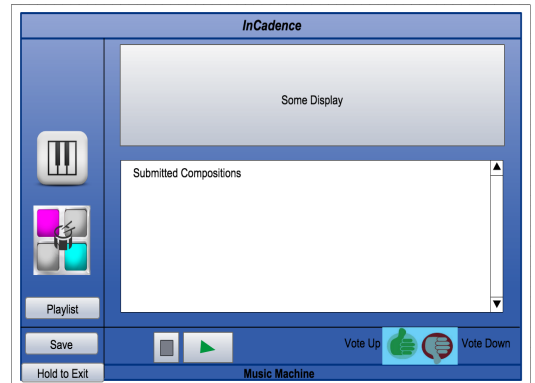 InCadence
Some Display
Submitted Compositions
Playlist
Save
Vote Up
Vote Down
Hold to Exit
Music Machine